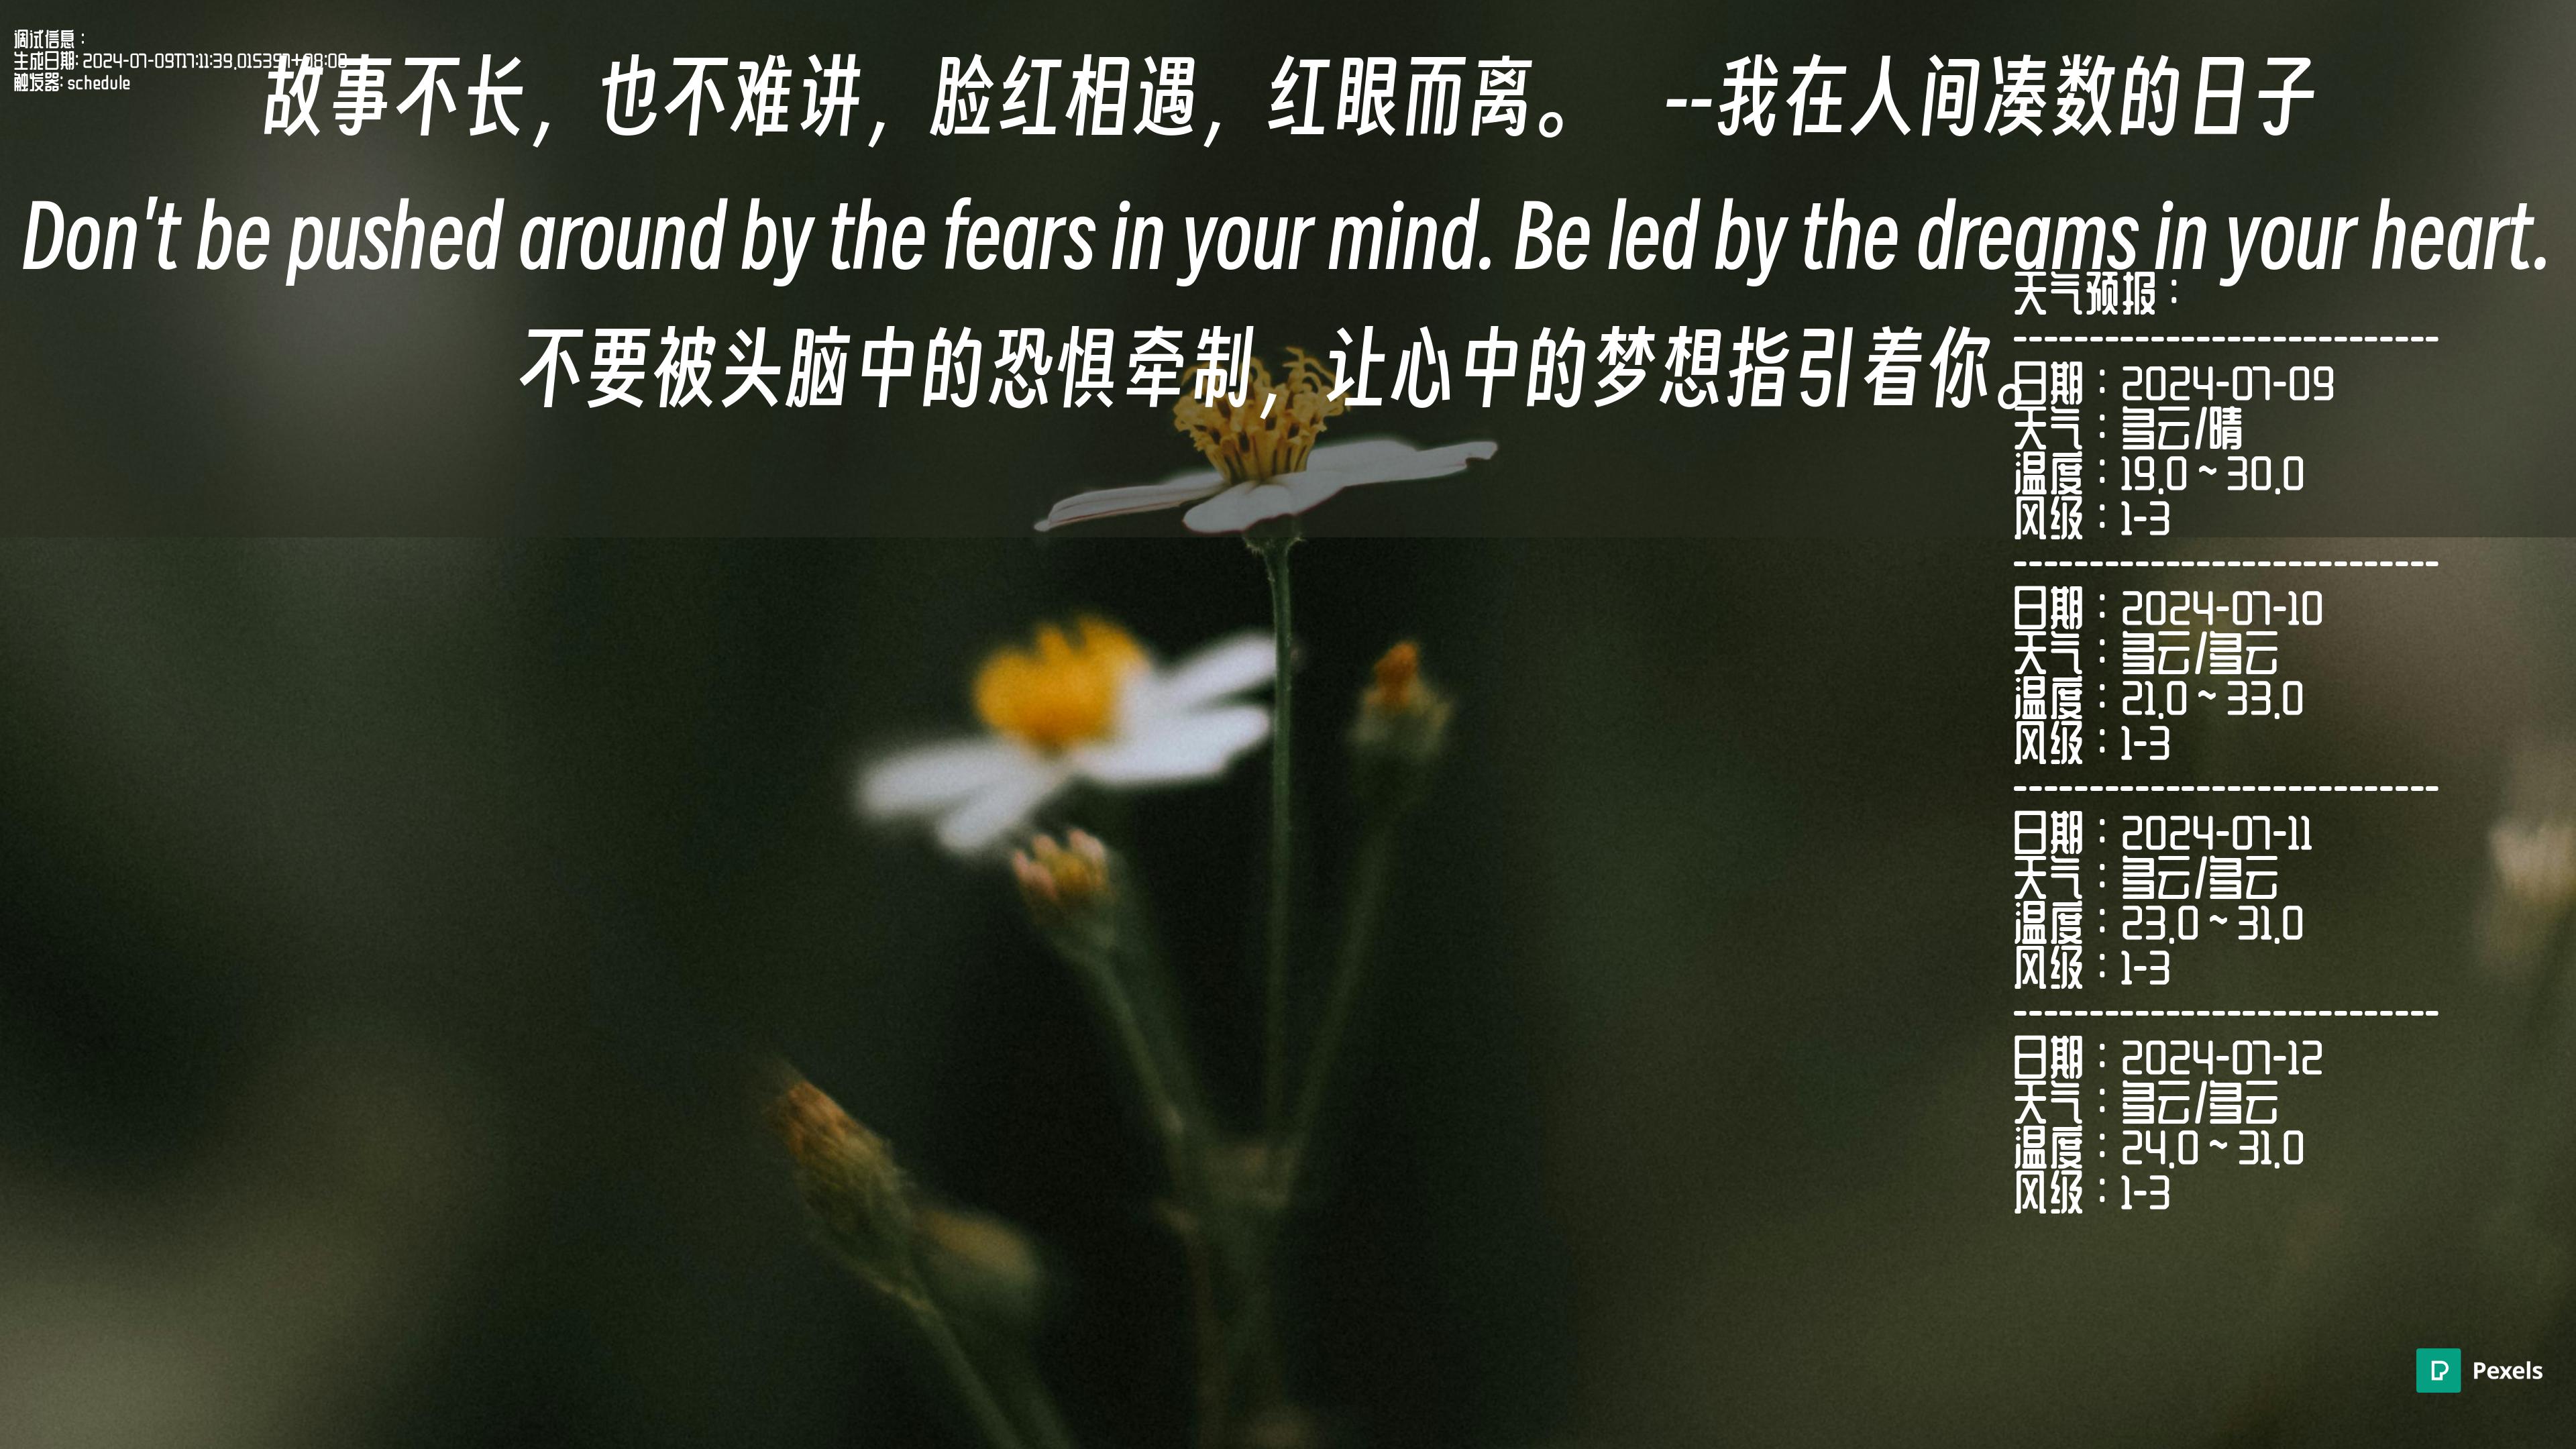 调试信息：
生成日期: 2024-07-09T17:11:39.015397+08:00
触发器: schedule
故事不长，也不难讲，脸红相遇，红眼而离。 --我在人间凑数的日子
Don't be pushed around by the fears in your mind. Be led by the dreams in your heart.
不要被头脑中的恐惧牵制，让心中的梦想指引着你。
天气预报：
----------------------------
日期：2024-07-09
天气：多云/晴
温度：19.0 ~ 30.0
风级：1-3
----------------------------
日期：2024-07-10
天气：多云/多云
温度：21.0 ~ 33.0
风级：1-3
----------------------------
日期：2024-07-11
天气：多云/多云
温度：23.0 ~ 31.0
风级：1-3
----------------------------
日期：2024-07-12
天气：多云/多云
温度：24.0 ~ 31.0
风级：1-3
Pexels